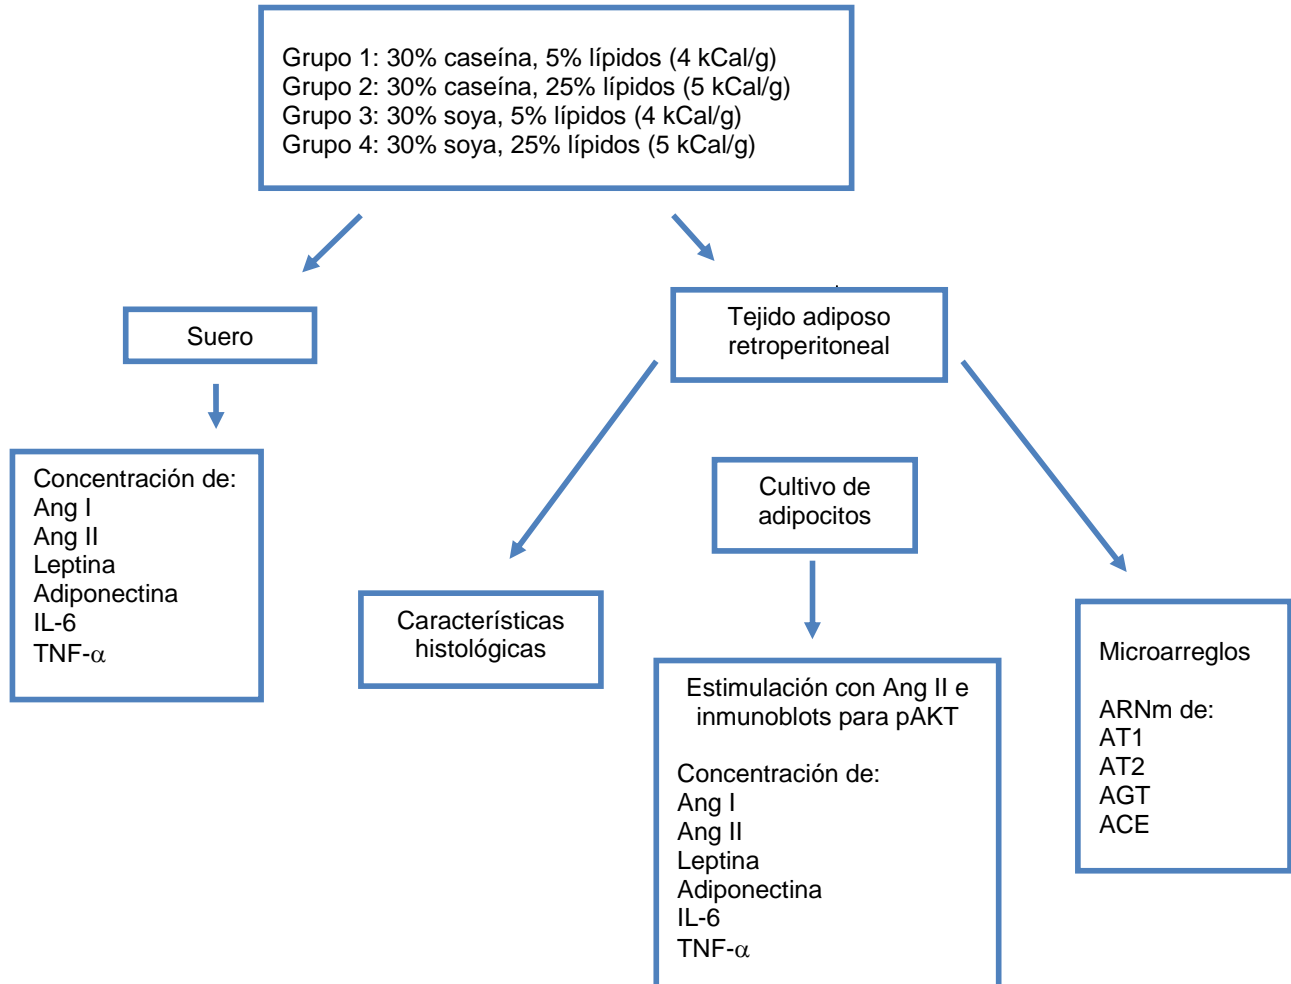 Grupo 1: 30% caseína, 5% lípidos (4 kCal/g)
Grupo 2: 30% caseína, 25% lípidos (5 kCal/g)
Grupo 3: 30% soya, 5% lípidos (4 kCal/g)
Grupo 4: 30% soya, 25% lípidos (5 kCal/g)
Suero
Tejido adiposo
retroperitoneal
Concentración de:
Ang I
Ang II
Leptina
Adiponectina
IL-6
TNF-α
Características
histológicas
Cultivo de
adipocitos
Estimulación con Ang II e
inmunoblots para pAKT
Concentración de:
Ang I
Ang II
Leptina
Adiponectina
IL-6
TNF-α
Microarreglos
ARNm de:
AT1
AT2
AGT
ACE